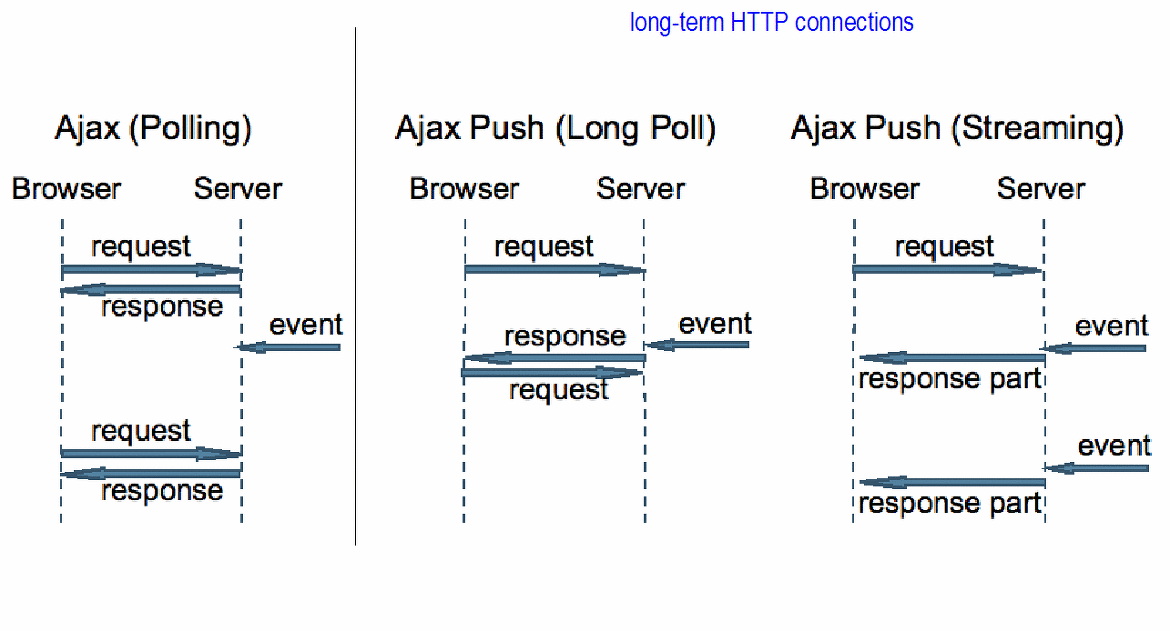 long-term HTTP connections
Ajax (Polling)
Browser
Server
request
response
event
request
response
Ajax Push (Long Poll)
Browser
Server
request
event
response
request
Ajax Push (Streaming)
Browser
Server
request
event
response part
event
response part